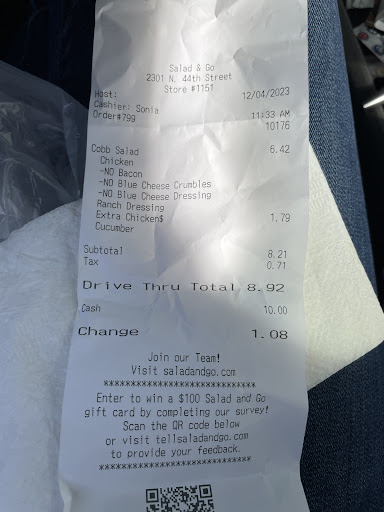 Salad & Go
2301 N. 44th Street
Store #1151
Host: 12/04/2023
Cashier: Sonia 11:33 AM
Order#799 10176
Cobb Salad 6.42
Chicken
-NO Bacon
-NO Blue Cheese Crumbles
-NO Blue Cheese Dressing
Ranch Dressing
Extra Chicken$ 1.79
Cucumber
Subtotal 8.21
Tax 0.71
Drive Thru Total 8.92
Cash 10.00
Change 1.08
Join our Team!
Visit saladandgo.com
*****************************
Enter to win a $100 Salad and Go
gift card by completing our survey!
Scan the QR code below
or visit tellsaladandgo.com
to provide your feedback.
*****************************